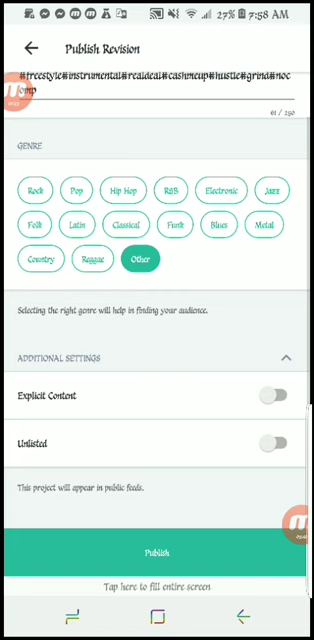 27% 7:58 AM
Publish Revision
#freestyle#instrumental#realdeal#cashmeup#hustle#grind#noc
omp
61 / 250
GENRE
Rock Pop Hip Hop R&B Electronic Jazz
Folk Latin Classical Funk Blues Metal
Country Reggae Other
Selecting the right genre will help in finding your audience.
ADDITIONAL SETTINGS
Explicit Content
Unlisted
This project will appear in public feeds.
Publish
Tap here to fill entire screen